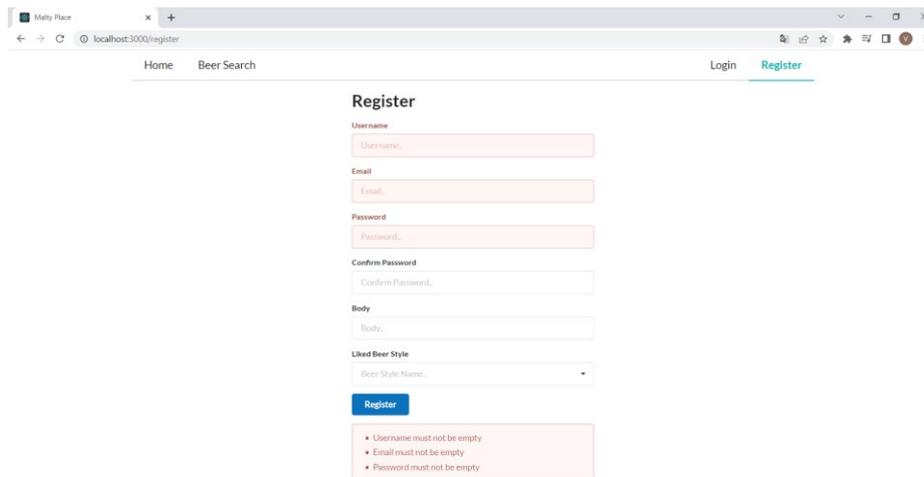 Malty Place
localhost:3000/register
V
Home Beer Search Login Register
Register
Username
Username..
Email
Email..
Password
Password..
Confirm Password
Confirm Password..
Body
Body..
Liked Beer Style
Beer Style Name..
Register
• Username must not be empty
• Email must not be empty
• Password must not be empty